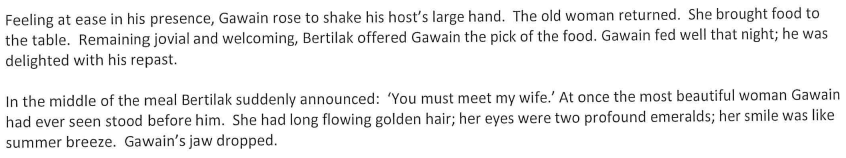 Feeling at ease in his presence, Gawain rose to shake his host's large hand.  The old woman returned.  She brought food to
the table.  Remaining jovial and welcoming, Bertilak offered Gawain the pick of the food. Gawain fed well that night; he was
delighted with his repast.

In the middle of the meal Bertilak suddenly announced:  'You must meet my wife.' At once the most beautiful woman Gawain
had ever seen stood before him.  She had long flowing golden hair; her eyes were two profound emeralds; her smile was like
summer breeze.  Gawain's jaw dropped.